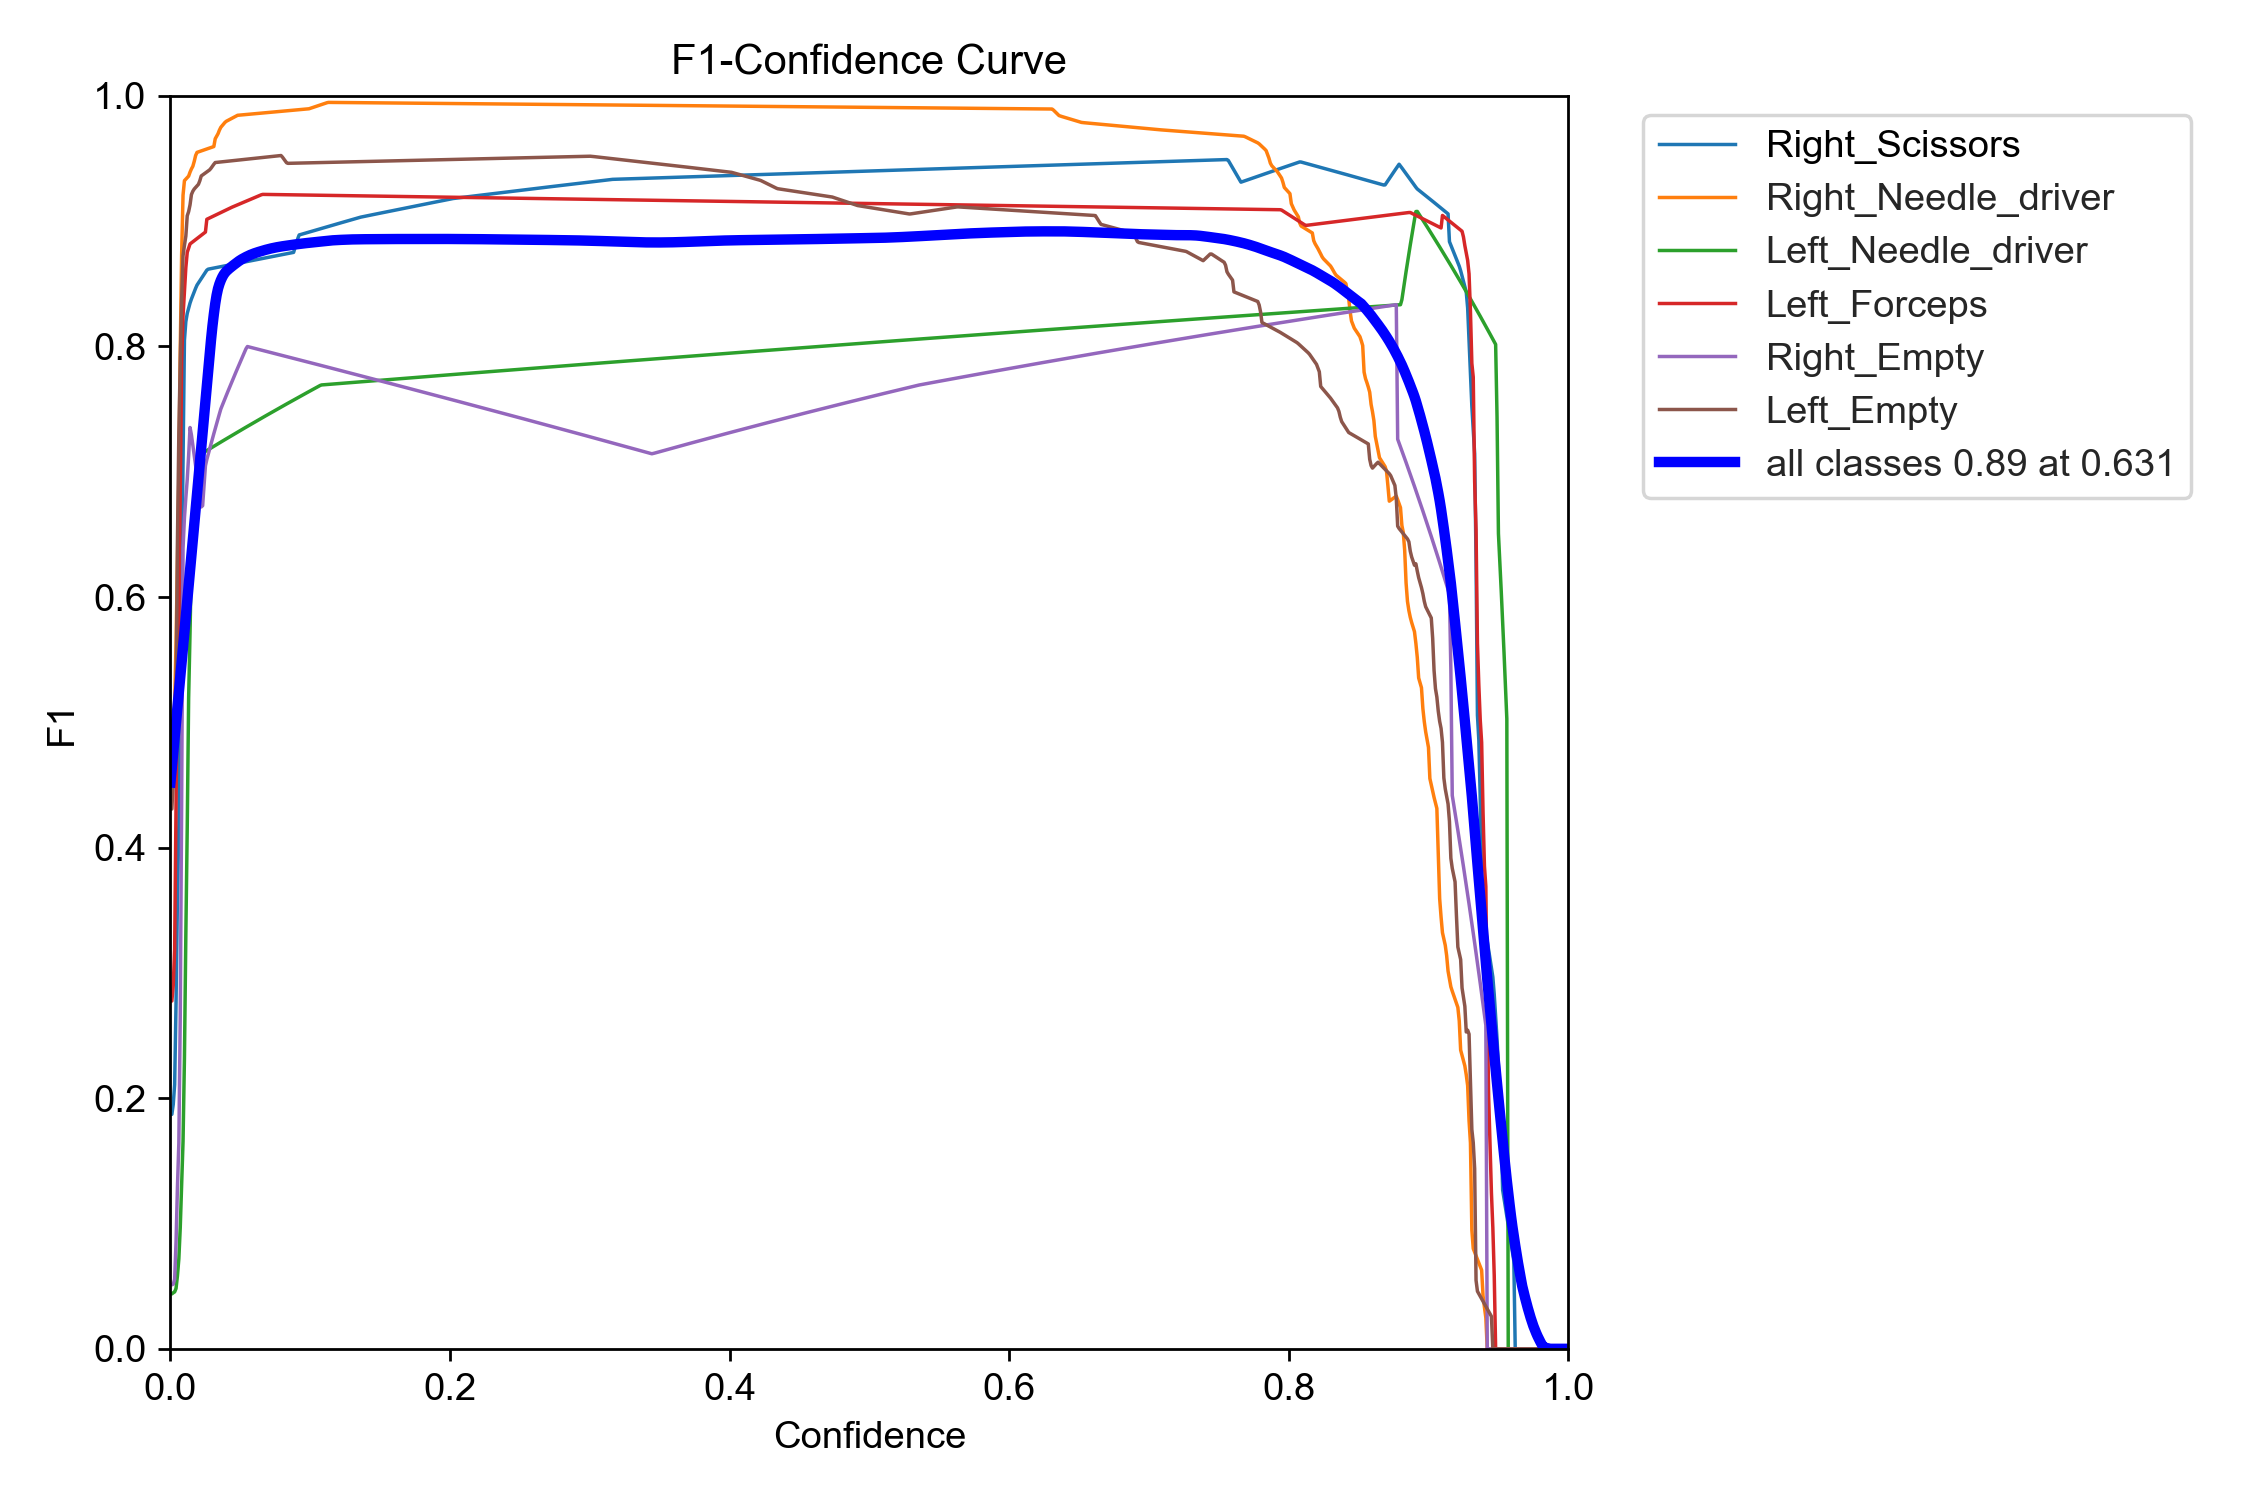 F1-Confidence Curve
1.0
0.8
0.6
0.4
0.2
0.0
F1
0.0 0.2 0.4 0.6 0.8 1.0
Confidence
Right_Scissors
Right_Needle_driver
Left_Needle_driver
Left_Forceps
Right_Empty
Left_Empty
all classes 0.89 at 0.631